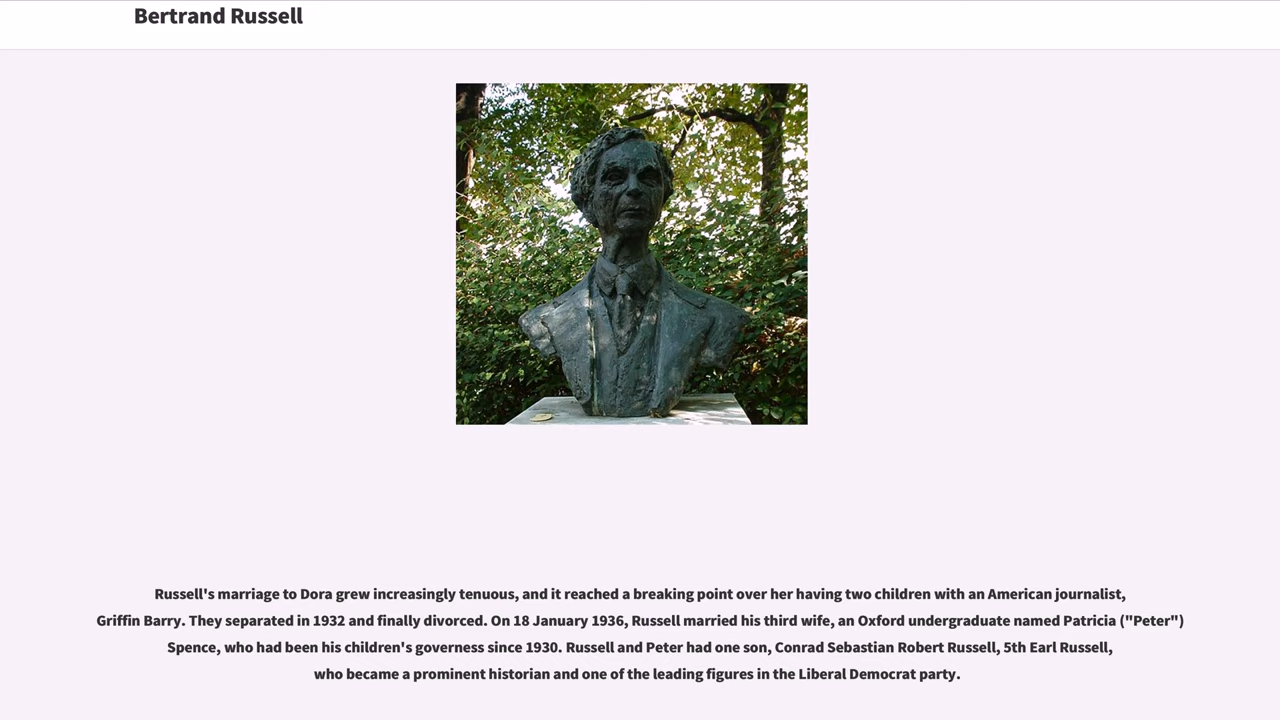 Bertrand Russell
Russell's marriage to Dora grew increasingly tenuous, and it reached a breaking point over her having two children with an American journalist,
Griffin Barry. They separated in 1932 and finally divorced. On 18 January 1936, Russell married his third wife, an Oxford undergraduate named Patricia ("Peter")
Spence, who had been his children's governess since 1930. Russell and Peter had one son, Conrad Sebastian Robert Russell, 5th Earl Russell,
who became a prominent historian and one of the leading figures in the Liberal Democrat party.